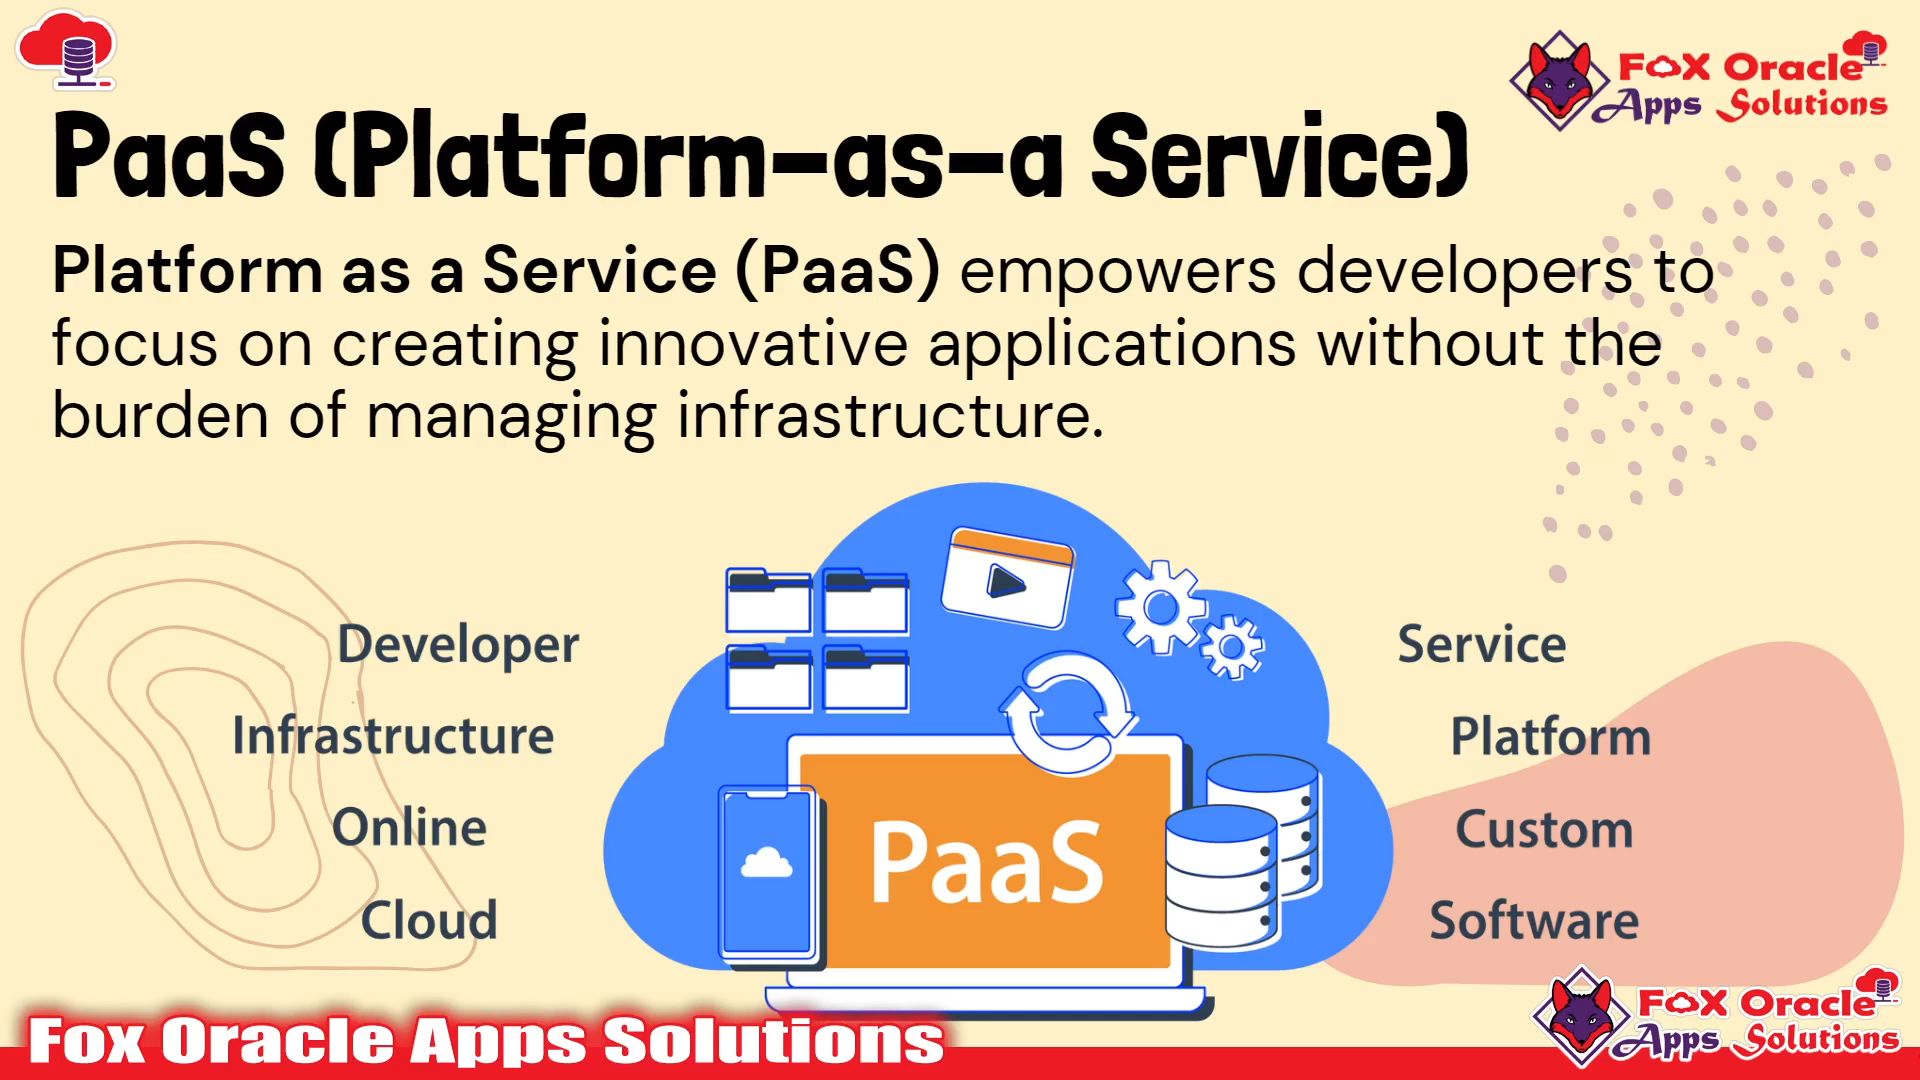 FOX Oracle
Apps Solutions
PaaS (Platform-as-a Service)
Platform as a Service (PaaS) empowers developers to
focus on creating innovative applications without the
burden of managing infrastructure.
Developer
Infrastructure
Online
Cloud
PaaS
Service
Platform
Custom
Software
Fox Oracle Apps Solutions
FOX Oracle
Apps Solutions